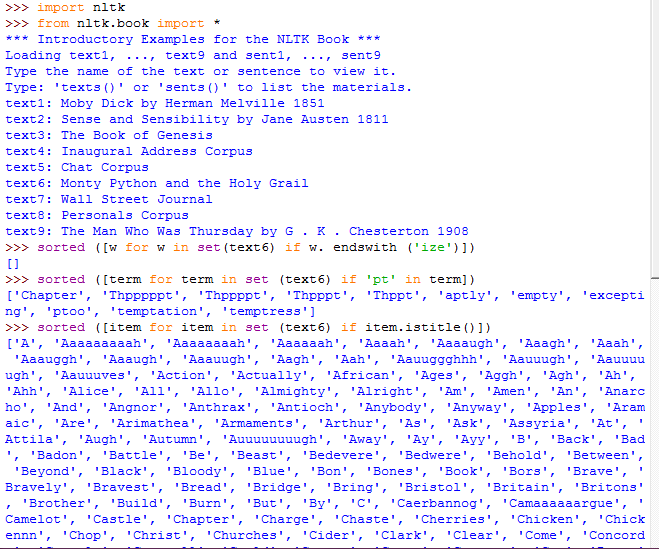 >>> import nltk
>>> from nltk.book import *
*** Introductory Examples for the NLTK Book ***
Loading text1, ..., text9 and sent1, ..., sent9
Type the name of the text or sentence to view it.
Type: 'texts()' or 'sents()' to list the materials.
text1: Moby Dick by Herman Melville 1851
text2: Sense and Sensibility by Jane Austen 1811
text3: The Book of Genesis
text4: Inaugural Address Corpus
text5: Chat Corpus
text6: Monty Python and the Holy Grail
text7: Wall Street Journal
text8: Personals Corpus
text9: The Man Who Was Thursday by G . K . Chesterton 1908
>>> sorted ([w for w in set(text6) if w. endswith ('ize')])
[]
>>> sorted ([term for term in set (text6) if 'pt' in term])
['Chapter', 'Thpppppt', 'Thppppt', 'Thpppt', 'Thppt', 'aptly', 'empty', 'excepti
ng', 'ptoo', 'temptation', 'temptress']
>>> sorted ([item for item in set (text6) if item.istitle()])
['A', 'Aaaaaaaaah', 'Aaaaaaaah', 'Aaaaaah', 'Aaaah', 'Aaaaugh', 'Aaagh', 'Aaah',
 'Aaauggh', 'Aaaugh', 'Aaauugh', 'Aagh', 'Aah', 'Aauuggghhh', 'Aauuugh', 'Aauuuu
ugh', 'Aauuuves', 'Action', 'Actually', 'African', 'Ages', 'Aggh', 'Agh', 'Ah',
'Ahh', 'Alice', 'All', 'Allo', 'Almighty', 'Alright', 'Am', 'Amen', 'An', 'Anarc
ho', 'And', 'Angnor', 'Anthrax', 'Antioch', 'Anybody', 'Anyway', 'Apples', 'Aram
aic', 'Are', 'Arimathea', 'Armaments', 'Arthur', 'As', 'Ask', 'Assyria', 'At', '
Attila', 'Augh', 'Autumn', 'Auuuuuuuugh', 'Away', 'Ay', 'Ayy', 'B', 'Back', 'Bad
', 'Badon', 'Battle', 'Be', 'Beast', 'Bedevere', 'Bedwere', 'Behold', 'Between',
 'Beyond', 'Black', 'Bloody', 'Blue', 'Bon', 'Bones', 'Book', 'Bors', 'Brave', '
Bravely', 'Bravest', 'Bread', 'Bridge', 'Bring', 'Bristol', 'Britain', 'Britons'
, 'Brother', 'Build', 'Burn', 'But', 'By', 'C', 'Caerbannog', 'Camaaaaaargue', '
Camelot', 'Castle', 'Chapter', 'Charge', 'Chaste', 'Cherries', 'Chicken', 'Chick
ennn', 'Chop', 'Christ', 'Churches', 'Cider', 'Clark', 'Clear', 'Come', 'Concord